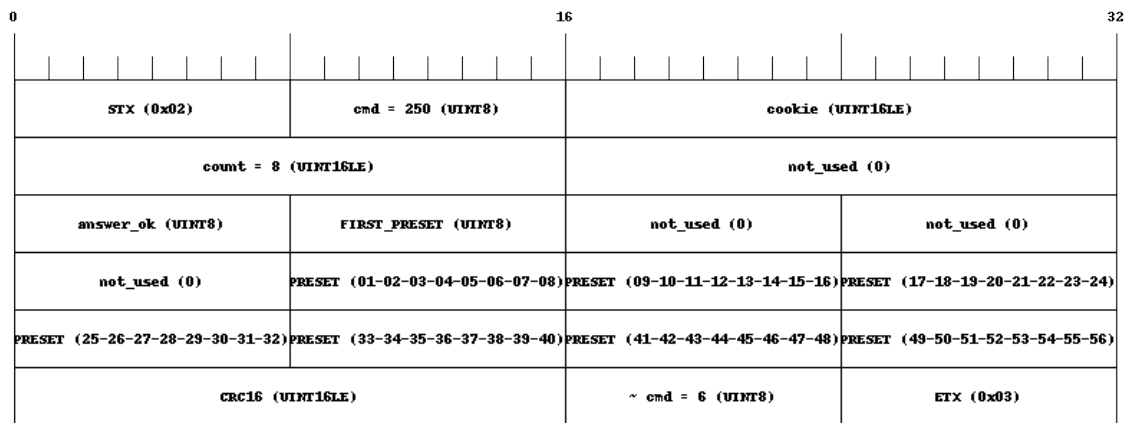 0 16 32
STX (0x02) cmd = 250 (UINT8) cookie (UINT16LE)
count = 8 (UINT16LE) not_used (0)
answer_ok (UINT8) FIRST_PRESET (UINT8) not_used (0) not_used (0)
not_used (0) PRESET (01-02-03-04-05-06-07-08) PRESET (09-10-11-12-13-14-15-16) PRESET (17-18-19-20-21-22-23-24)
PRESET (25-26-27-28-29-30-31-32) PRESET (33-34-35-36-37-38-39-40) PRESET (41-42-43-44-45-46-47-48) PRESET (49-50-51-52-53-54-55-56)
CRC16 (UINT16LE) ~ cmd = 6 (UINT8) ETX (0x03)